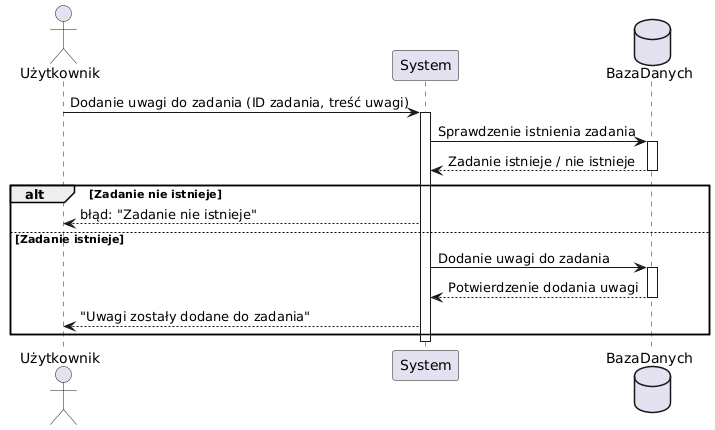 Użytkownik
System
BazaDanych
Dodanie uwagi do zadania (ID zadania, treść uwagi)
Sprawdzenie istnienia zadania
Zadanie istnieje / nie istnieje
alt [Zadanie nie istnieje]
błąd: "Zadanie nie istnieje"
[Zadanie istnieje]
Dodanie uwagi do zadania
Potwierdzenie dodania uwagi
"Uwagi zostały dodane do zadania"
Użytkownik
System
BazaDanych